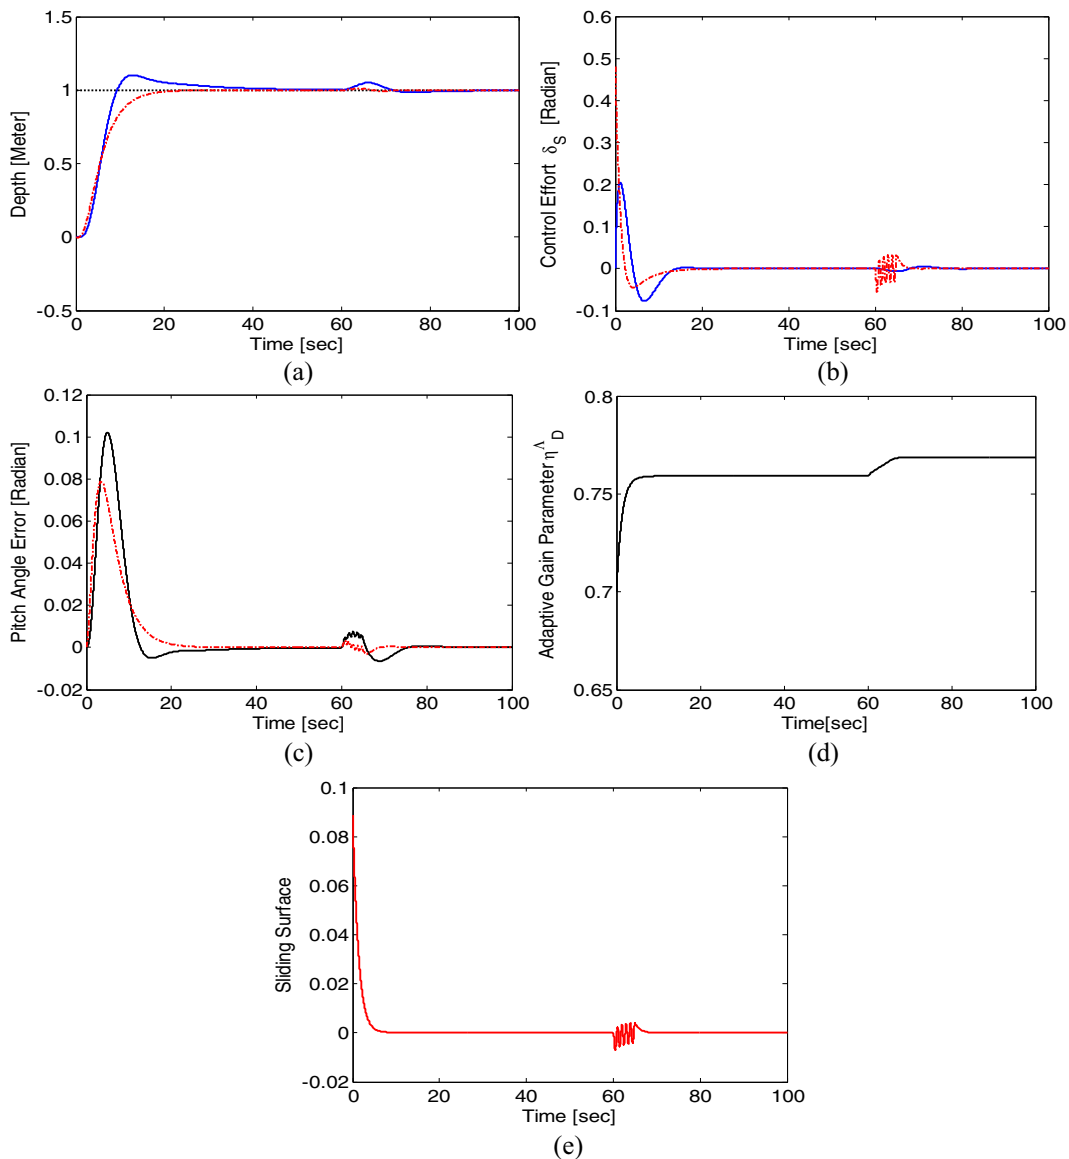 1.5
1
0.5
0
-0.5
Depth [Meter]
0 20 40 60 80 100
Time [sec]
(a)
0.6
0.5
0.4
0.3
0.2
0.1
0
-0.1
Control Effort δS [Radian]
0 20 40 60 80 100
Time [sec]
(b)
0.12
0.1
0.08
0.06
0.04
0.02
0
-0.02
Pitch Angle Error [Radian]
0 20 40 60 80 100
Time [sec]
(c)
0.8
0.75
0.7
0.65
Adaptive Gain Parameter η^D
0 20 40 60 80 100
Time[sec]
(d)
0.1
0.08
0.06
0.04
0.02
0
-0.02
Sliding Surface
0 20 40 60 80 100
Time [sec]
(e)